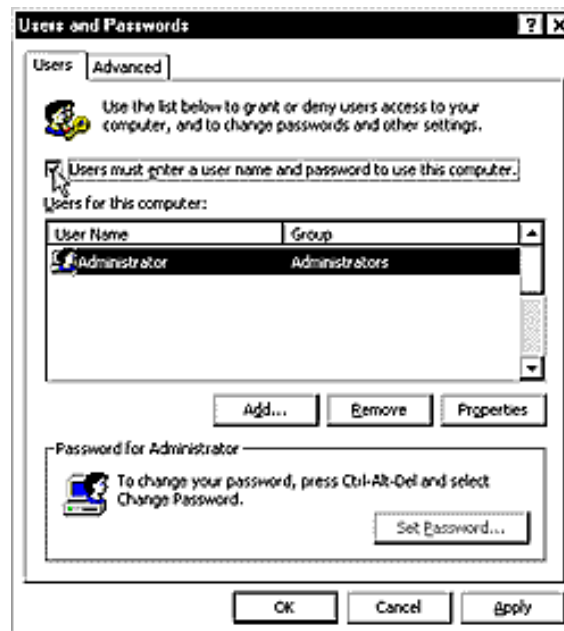 Users and Passwords
Users
Advanced
Use the list below to grant or deny users access to your
computer, and to change passwords and other settings.
Users must enter a user name and password to use this computer.
Users for this computer:
User Name Group
Administrator Administrators
Add... Remove Properties
Password for Administrator
To change your password, press Ctrl-Alt-Del and select
Change Password.
Set Password...
OK Cancel Apply